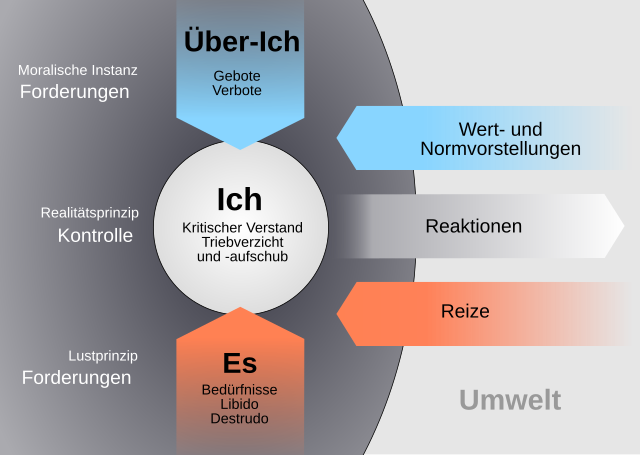 Über-Ich
Gebote
Verbote
Moralische Instanz
Forderungen
Wert- und
Normvorstellungen
Ich
Kritischer Verstand
Triebverzicht
und -aufschub
Realitätsprinzip
Kontrolle
Reaktionen
Reize
Es
Bedürfnisse
Libido
Destrudo
Lustprinzip
Forderungen
Umwelt